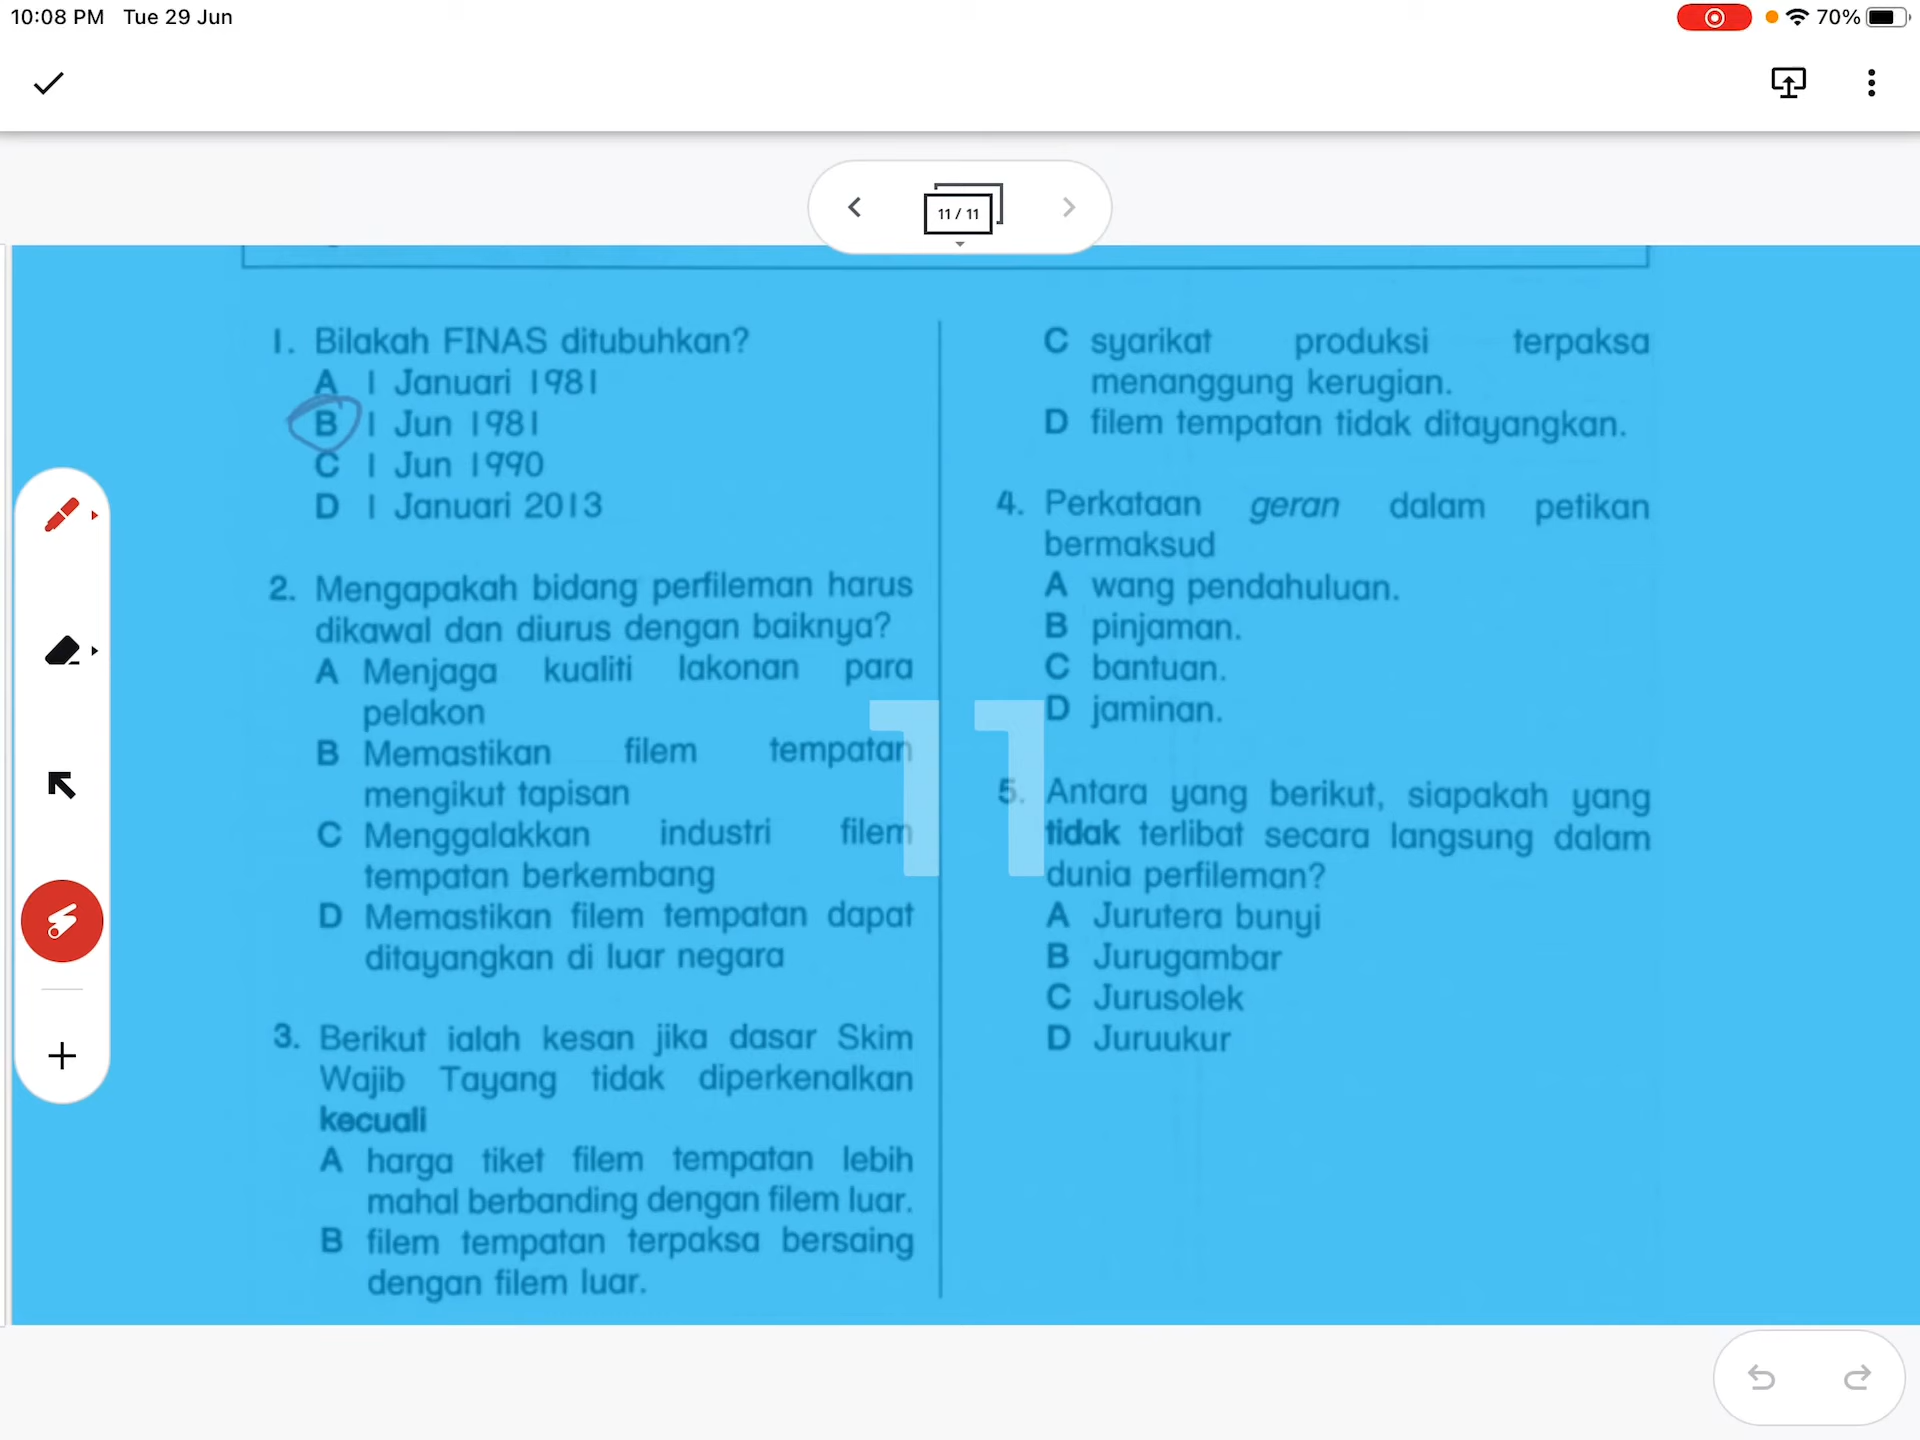 10:08 PM Tue 29 Jun
70%
11 / 11
1. Bilakah FINAS ditubuhkan?
A 1 Januari 1981
B 1 Jun 1981
C 1 Jun 1990
D 1 Januari 2013
2. Mengapakah bidang perfileman harus
dikawal dan diurus dengan baiknya?
A Menjaga kualiti lakonan para
pelakon
B Memastikan filem tempatan
mengikut tapisan
C Menggalakkan industri filem
tempatan berkembang
D Memastikan filem tempatan dapat
ditayangkan di luar negara
3. Berikut ialah kesan jika dasar Skim
Wajib Tayang tidak diperkenalkan
kecuali
A harga tiket filem tempatan lebih
mahal berbanding dengan filem luar.
B filem tempatan terpaksa bersaing
dengan filem luar.
C syarikat produksi terpaksa
menanggung kerugian.
D filem tempatan tidak ditayangkan.
4. Perkataan geran dalam petikan
bermaksud
A wang pendahuluan.
B pinjaman.
C bantuan.
D jaminan.
5. Antara yang berikut, siapakah yang
tidak terlibat secara langsung dalam
dunia perfileman?
A Jurutera bunyi
B Jurugambar
C Jurusolek
D Juruukur
11